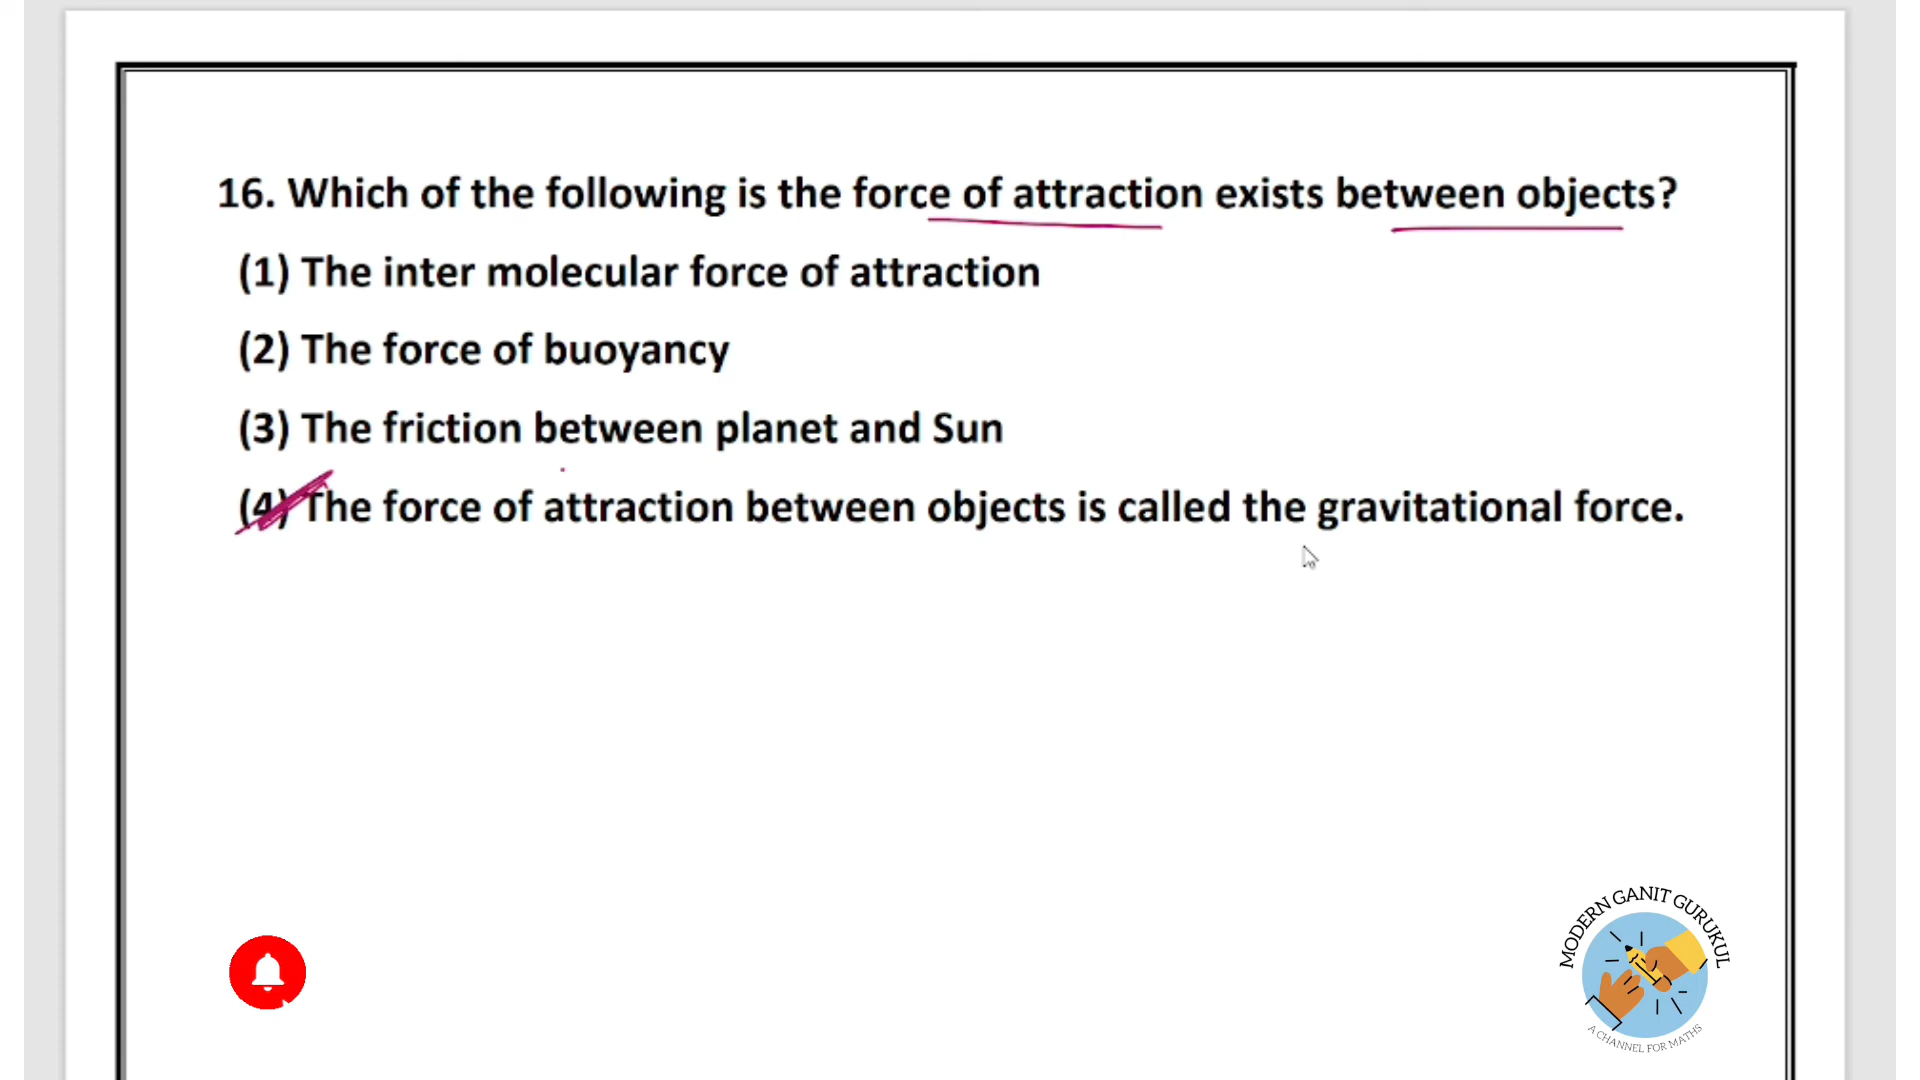 16. Which of the following is the force of attraction exists between objects?
(1) The inter molecular force of attraction
(2) The force of buoyancy
(3) The friction between planet and Sun
(4) The force of attraction between objects is called the gravitational force.
MODERN GANIT GURUKUL
A CHANNEL FOR MATHS